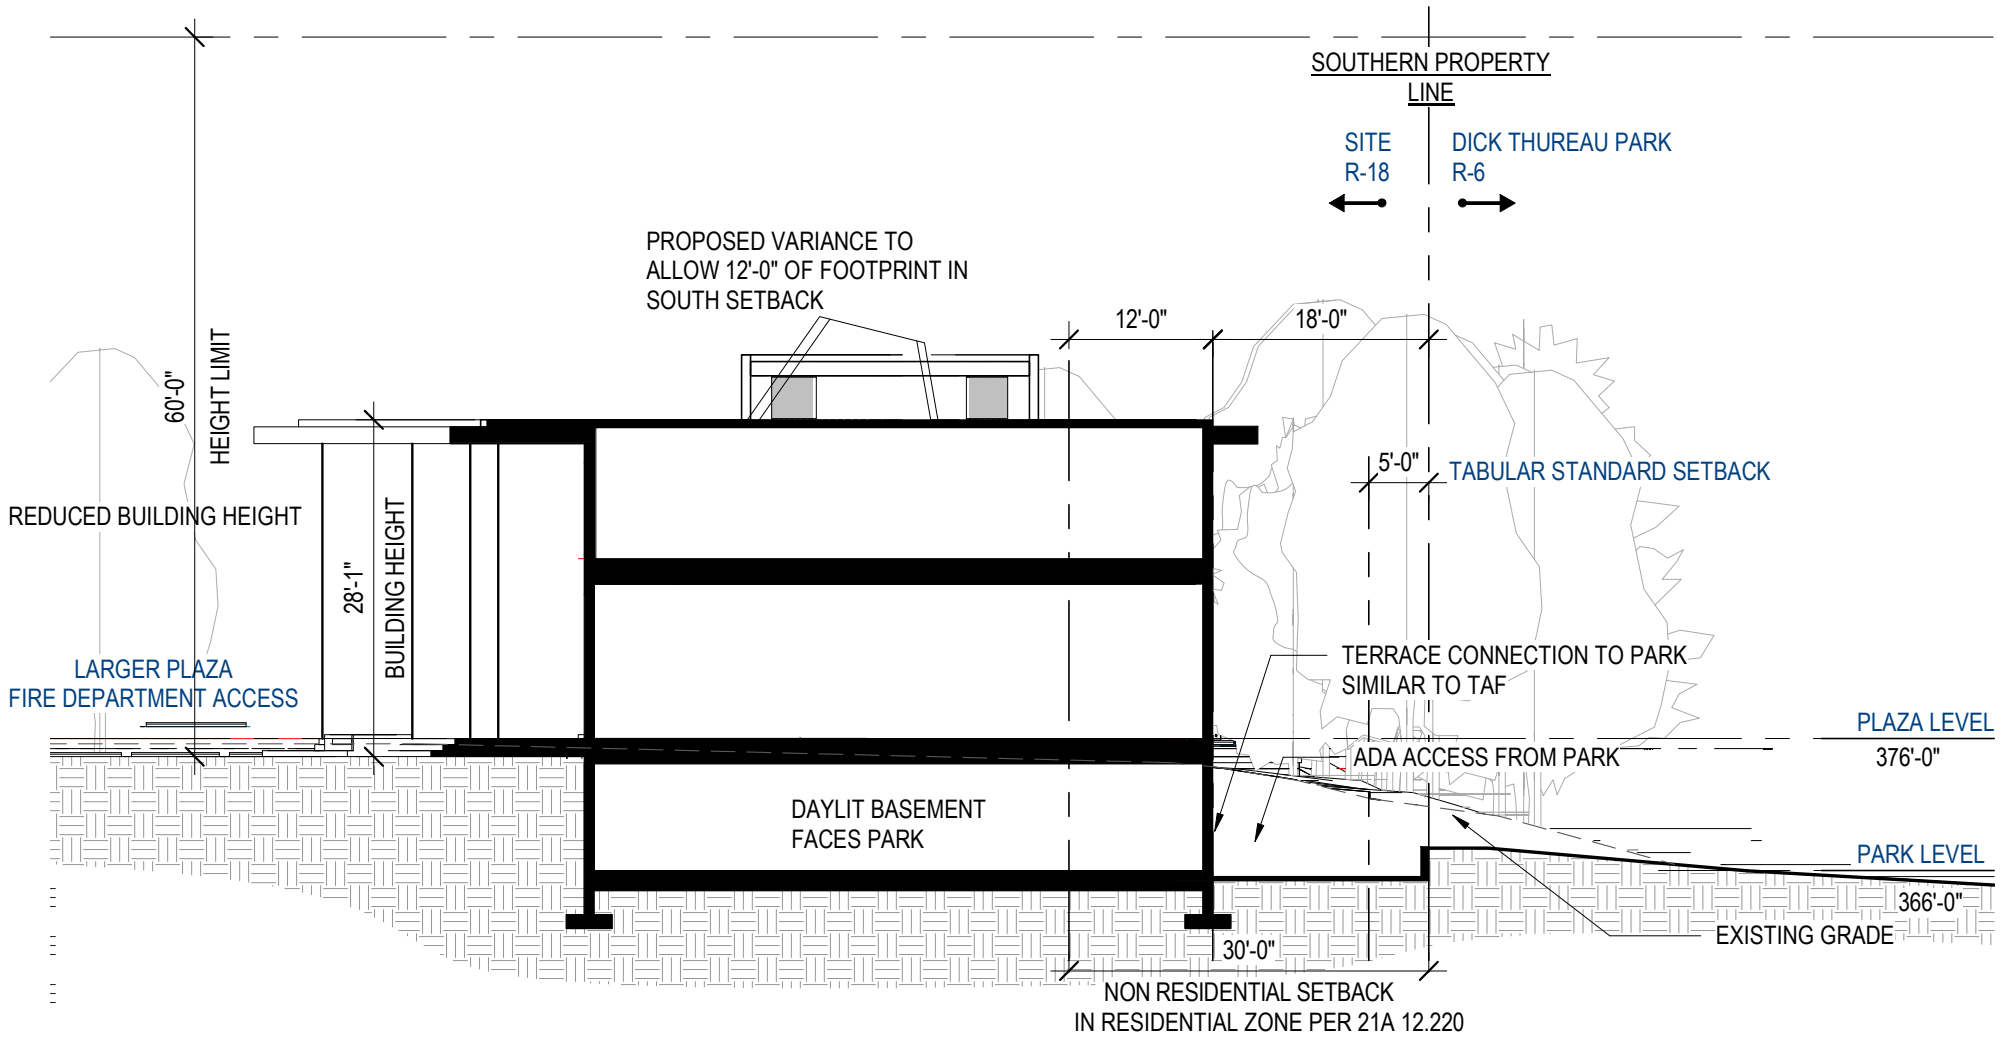 SOUTHERN PROPERTY
LINE
SITE
R-18
DICK THUREAU PARK
R-6
PROPOSED VARIANCE TO
ALLOW 12'-0" OF FOOTPRINT IN
SOUTH SETBACK
12'-0"
18'-0"
60'-0"
HEIGHT LIMIT
5'-0"
TABULAR STANDARD SETBACK
REDUCED BUILDING HEIGHT
28'-1"
BUILDING HEIGHT
LARGER PLAZA
FIRE DEPARTMENT ACCESS
TERRACE CONNECTION TO PARK
SIMILAR TO TAF
PLAZA LEVEL
376'-0"
ADA ACCESS FROM PARK
DAYLIT BASEMENT
FACES PARK
PARK LEVEL
366'-0"
EXISTING GRADE
30'-0"
NON RESIDENTIAL SETBACK
IN RESIDENTIAL ZONE PER 21A 12.220